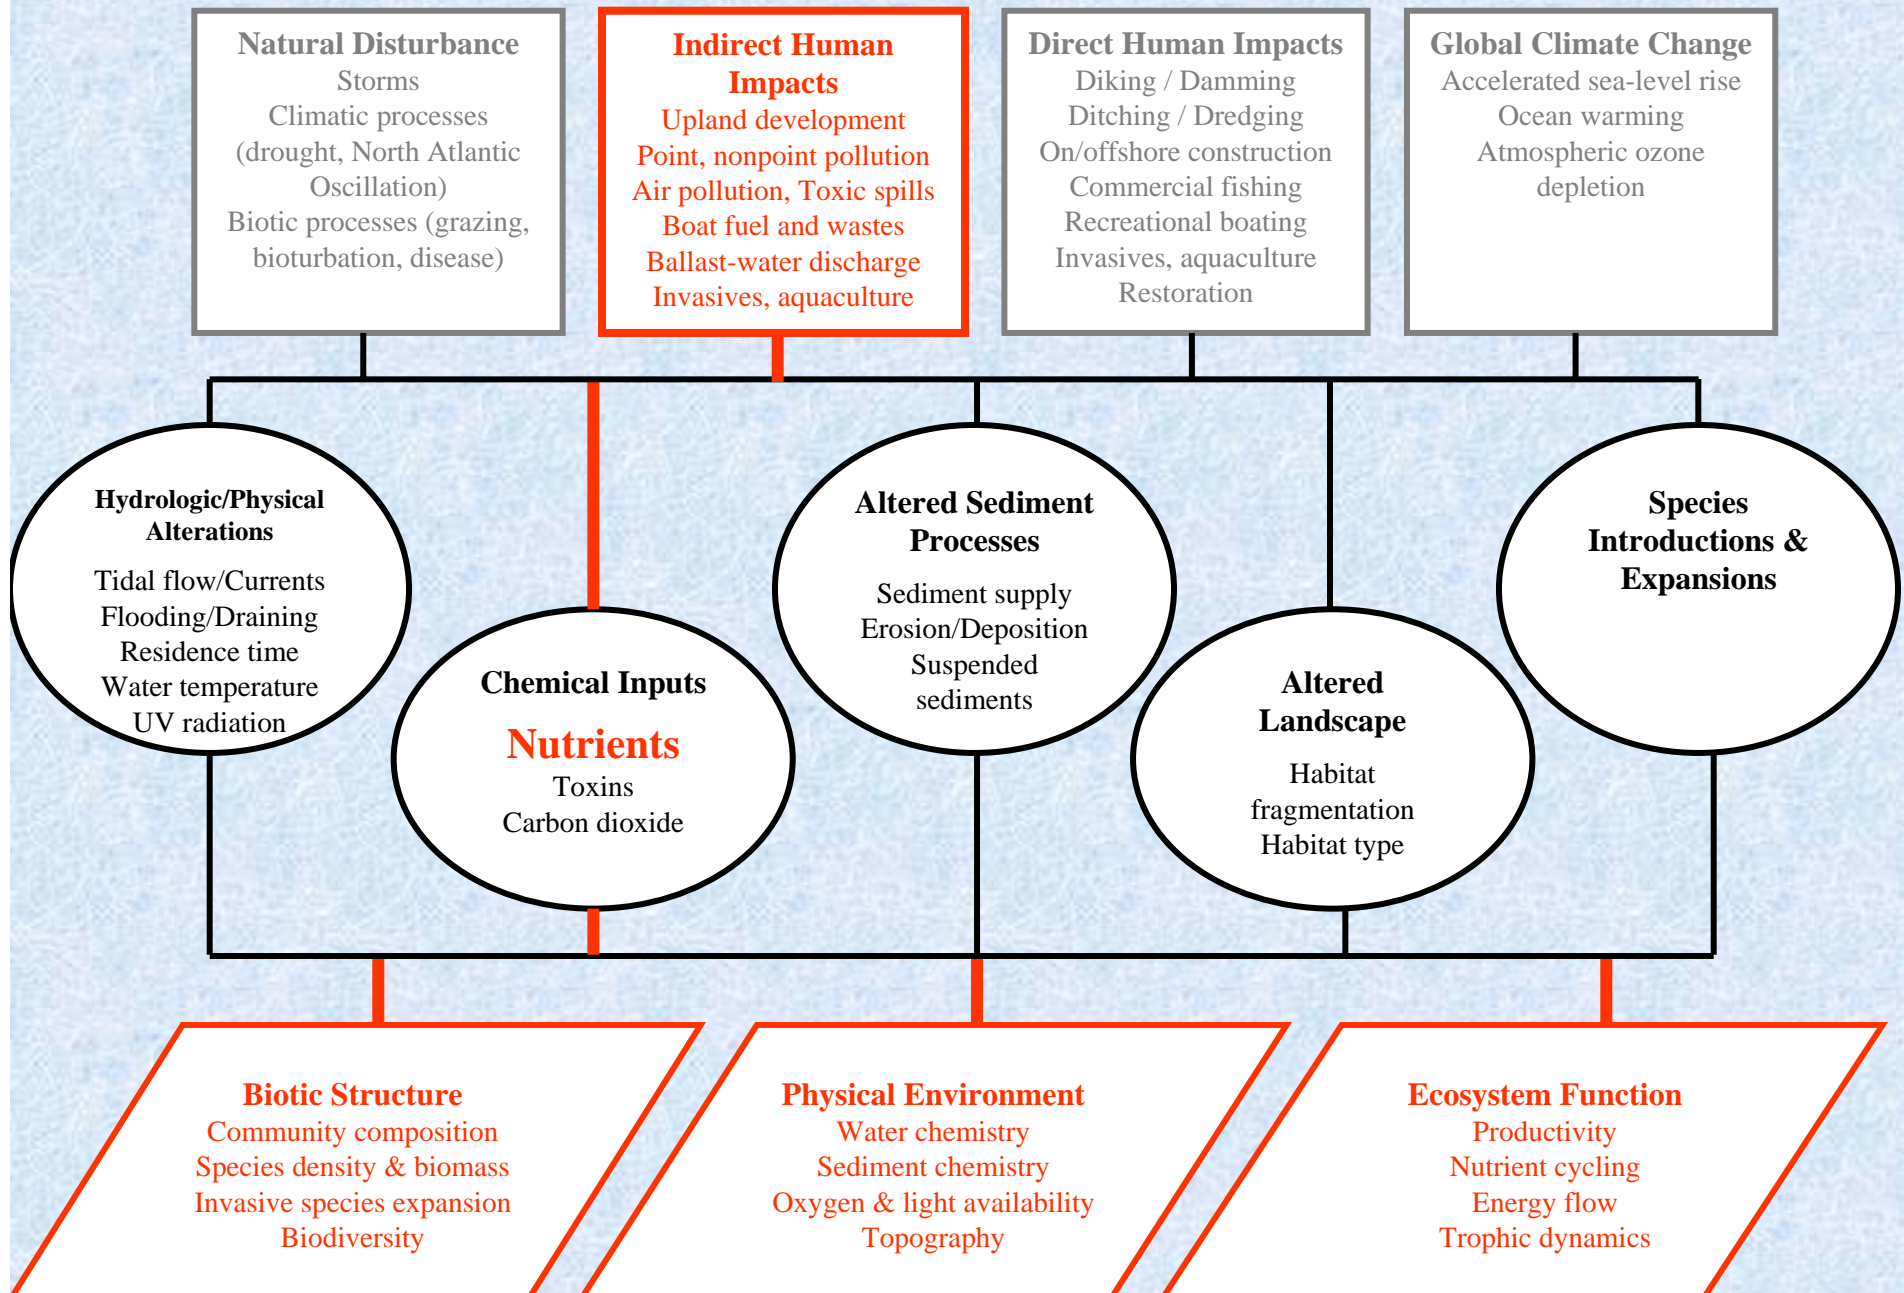 Natural Disturbance
Storms
Climatic processes
(drought, North Atlantic
Oscillation)
Biotic processes (grazing,
bioturbation, disease)
Indirect Human
Impacts
Upland development
Point, nonpoint pollution
Air pollution, Toxic spills
Boat fuel and wastes
Ballast-water discharge
Invasives, aquaculture
Direct Human Impacts
Diking / Damming
Ditching / Dredging
On/offshore construction
Commercial fishing
Recreational boating
Invasives, aquaculture
Restoration
Global Climate Change
Accelerated sea-level rise
Ocean warming
Atmospheric ozone
depletion
Hydrologic/Physical
Alterations
Tidal flow/Currents
Flooding/Draining
Residence time
Water temperature
UV radiation
Chemical Inputs
Nutrients
Toxins
Carbon dioxide
Altered Sediment
Processes
Sediment supply
Erosion/Deposition
Suspended
sediments
Altered
Landscape
Habitat
fragmentation
Habitat type
Species
Introductions &
Expansions
Biotic Structure
Community composition
Species density & biomass
Invasive species expansion
Biodiversity
Physical Environment
Water chemistry
Sediment chemistry
Oxygen & light availability
Topography
Ecosystem Function
Productivity
Nutrient cycling
Energy flow
Trophic dynamics